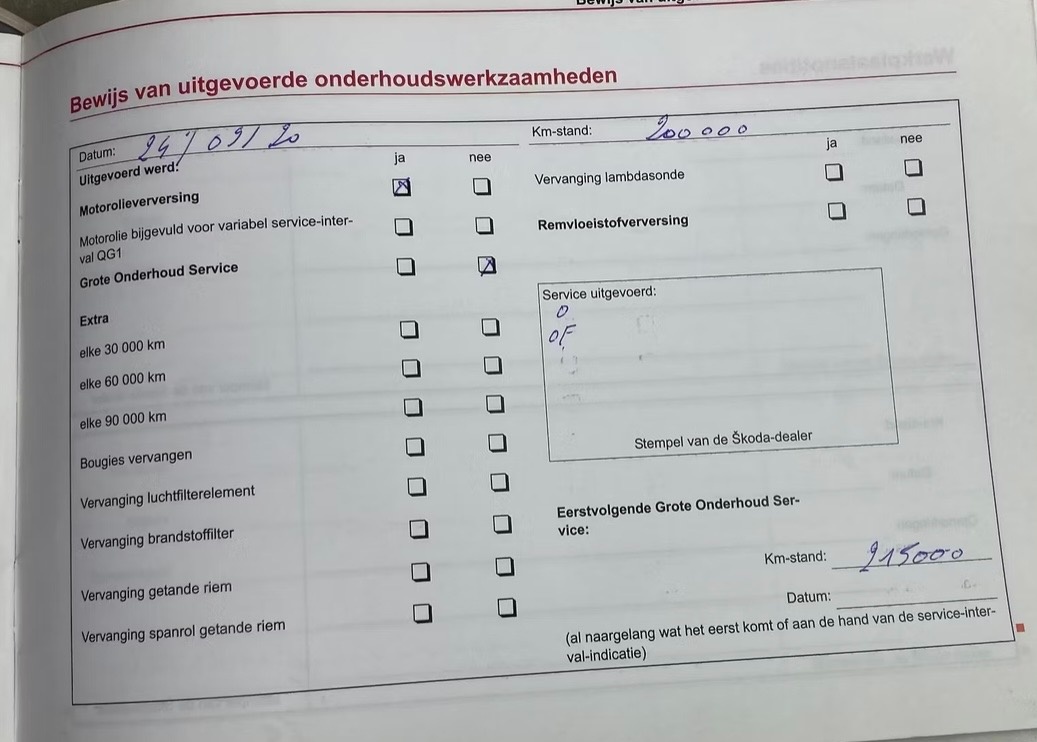 Bewijs van uitgevoerde onderhoudswerkzaamheden
Datum: 24/09/20
Km-stand: 200000
Uitgevoerd werd:
ja nee
ja nee
Motorolieverversing
Motorolie bijgevuld voor variabel service-inter-
val QG1
Grote Onderhoud Service
Extra
elke 30 000 km
elke 60 000 km
elke 90 000 km
Bougies vervangen
Vervanging luchtfilterelement
Vervanging brandstoffilter
Vervanging getande riem
Vervanging spanrol getande riem
Vervanging lambdasonde
Remvloeistofverversing
Service uitgevoerd:
O
OF
Stempel van de Škoda-dealer
Eerstvolgende Grote Onderhoud Ser-
vice:
Km-stand: 215000
Datum:
(al naargelang wat het eerst komt of aan de hand van de service-inter-
val-indicatie)